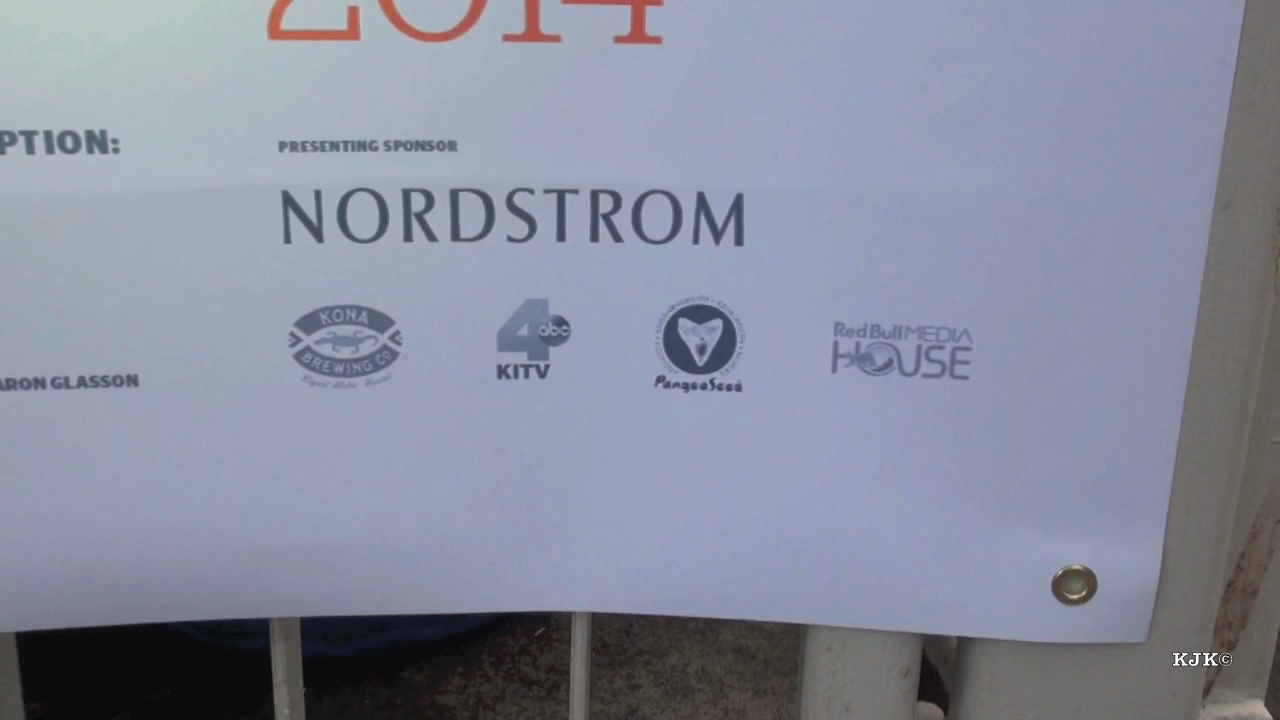 2014
PTION:
PRESENTING SPONSOR
NORDSTROM
KONA
BREWING CO
4
abc
KITV
PangeaSeed
Red Bull MEDIA
HOUSE
ARON GLASSON
KJK©